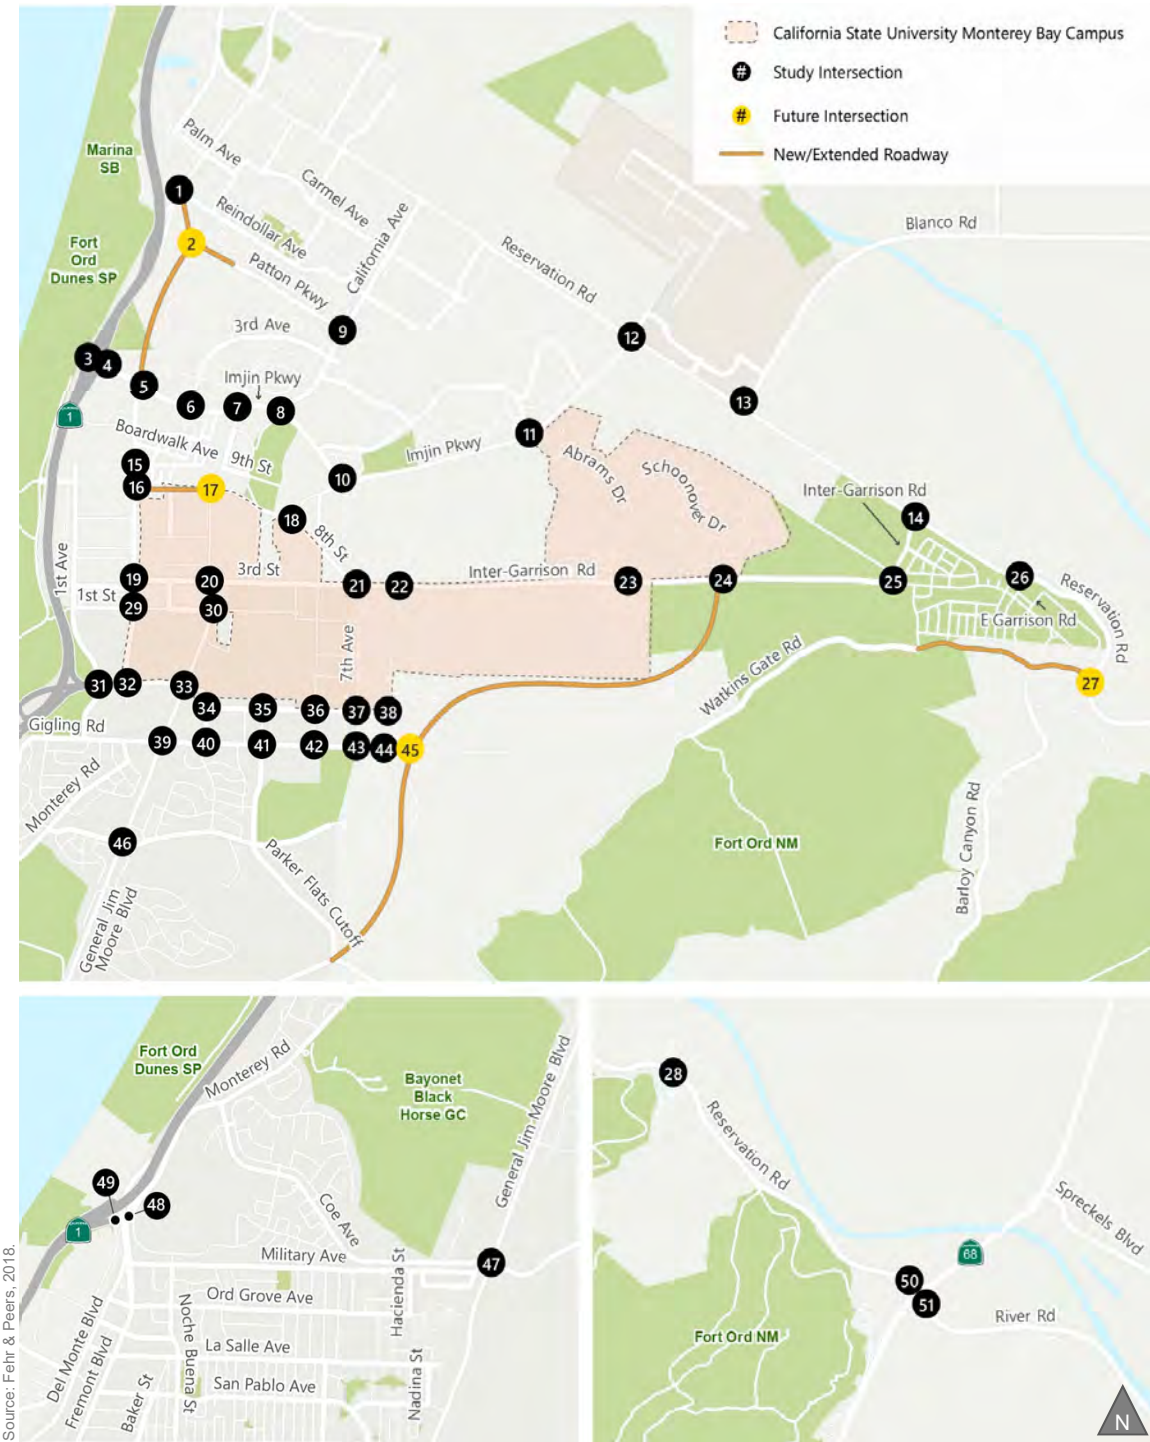 California State University Monterey Bay Campus
# Study Intersection
# Future Intersection
New/Extended Roadway
Palm Ave
Marina
SB
Carmel Ave
1
Reindollar Ave
California Ave
Blanco Rd
2
Fort
Ord
Dunes SP
Reservation Rd
Patton Pkwy
3rd Ave
9
12
3
4
5
Imjin Pkwy
6
7
8
13
1
Boardwalk Ave
9th St
11
Imjin Pkwy
Abrams Dr
Schoonover Dr
15
16
17
10
Inter-Garrison Rd
14
18
8th St
1st Ave
3rd St
19
20
21
22
Inter-Garrison Rd
23
24
25
26
1st St
29
30
Reservation Rd
E Garrison Rd
7th Ave
Watkins Gate Rd
31
32
33
27
34
35
36
37
38
Gigling Rd
39
40
41
42
43
44
45
Monterey Rd
46
Parker Flats Cutoff
Fort Ord NM
Barloy Canyon Rd
General Jim
Moore Blvd
Fort Ord
Dunes SP
Monterey Rd
Bayonet
Black
Horse GC
General Jim Moore Blvd
49
48
1
Coe Ave
Military Ave
47
Hacienda St
Ord Grove Ave
Del Monte Blvd
Fremont Blvd
Noche Buena St
La Salle Ave
Baker St
San Pablo Ave
Nadina St
28
Reservation Rd
Spreckels Blvd
68
50
51
River Rd
Fort Ord NM
N
Source: Fehr & Peers, 2018.